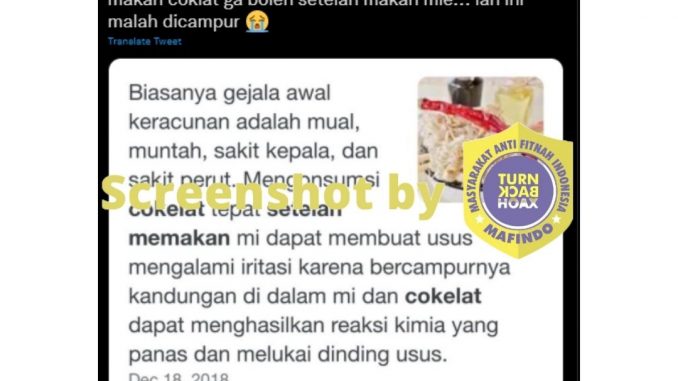 makan coklat ga boleh setelah makan mie... lah ini
malah dicampur 😭
Translate Tweet
Biasanya gejala awal
keracunan adalah mual,
muntah, sakit kepala, dan
sakit perut. Mengonsumsi
cokelat tepat setelah
memakan mi dapat membuat usus
mengalami iritasi karena bercampurnya
kandungan di dalam mi dan cokelat
dapat menghasilkan reaksi kimia yang
panas dan melukai dinding usus.
Dec 18, 2018
Screenshot by
MASYARAKAT ANTI FITNAH INDONESIA
TURN
BACK
HOAX
MAFINDO